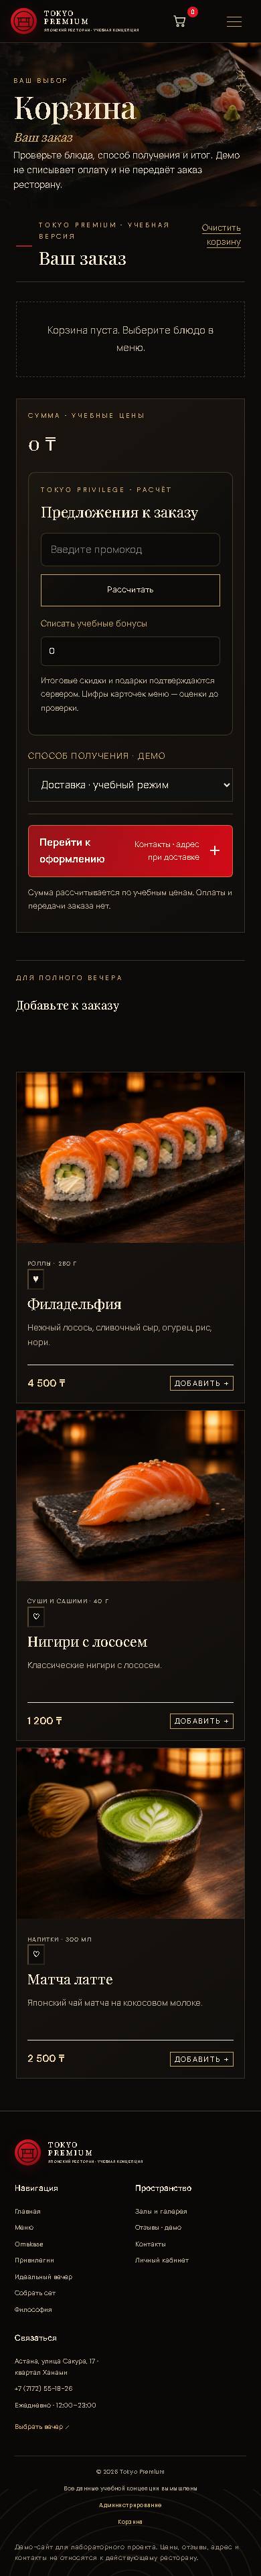 TOKYO
PREMIUM
ЯПОНСКИЙ РЕСТОРАН · УЧЕБНАЯ КОНЦЕПЦИЯ
0
ВАШ ВЫБОР
Корзина
Ваш заказ
Проверьте блюда, способ получения и итог. Демо
не списывает оплату и не передаёт заказ
ресторану.
TOKYO PREMIUM · УЧЕБНАЯ
ВЕРСИЯ
Ваш заказ
Очистить
корзину
Корзина пуста. Выберите блюдо в
меню.
СУММА · УЧЕБНЫЕ ЦЕНЫ
0 ₸
TOKYO PRIVILEGE · РАСЧЁТ
Предложения к заказу
Введите промокод
Рассчитать
Списать учебные бонусы
0
Итоговые скидки и подарки подтверждаются
сервером. Цифры карточек меню — оценки до
проверки.
СПОСОБ ПОЛУЧЕНИЯ · ДЕМО
Доставка · учебный режим
Перейти к
оформлению
Контакты · адрес
при доставке
+
Сумма рассчитывается по учебным ценам. Оплаты и
передачи заказа нет.
ДЛЯ ПОЛНОГО ВЕЧЕРА
Добавьте к заказу
РОЛЛЫ · 280 Г
♥
Филадельфия
Нежный лосось, сливочный сыр, огурец, рис,
нори.
4 500 ₸
ДОБАВИТЬ +
СУШИ И САШИМИ · 40 Г
♡
Нигири с лососем
Классические нигири с лососем.
1 200 ₸
ДОБАВИТЬ +
НАПИТКИ · 300 МЛ
♡
Матча латте
Японский чай матча на кокосовом молоке.
2 500 ₸
ДОБАВИТЬ +
TOKYO
PREMIUM
ЯПОНСКИЙ РЕСТОРАН · УЧЕБНАЯ КОНЦЕПЦИЯ
Навигация
Главная
Меню
Omakase
Привилегии
Идеальный вечер
Собрать сет
Философия
Пространство
Залы и галерея
Отзывы · демо
Контакты
Личный кабинет
Связаться
Астана, улица Сакура, 17 ·
квартал Ханами
+7 (7172) 55-18-26
Ежедневно · 12:00–23:00
Выбрать вечер ↗
© 2026 Tokyo Premium
Все данные учебной концепции вымышлены
Администрирование
Корзина
Демо-сайт для лабораторного проекта. Цены, отзывы, адрес и
контакты не относятся к действующему ресторану.